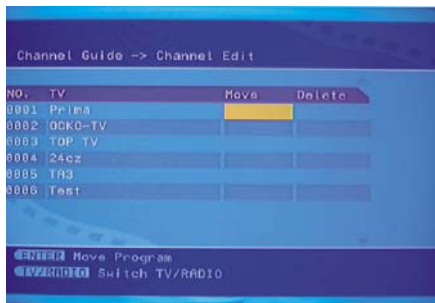 Channel Guide -> Channel Edit
NO. TV Move Delete
0001 Prima
0002 OCKO-TV
0003 TOP TV
0004 24cz
0005 TA3
0006 Test
ENTER Move Program
TV/RADIO Switch TV/RADIO